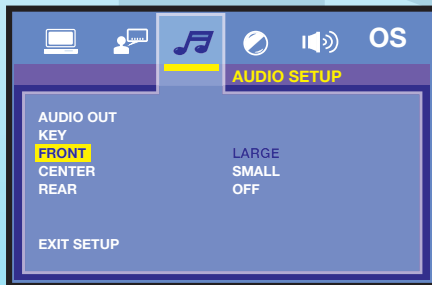 OS
AUDIO SETUP
AUDIO OUT
KEY
FRONT LARGE
CENTER SMALL
REAR OFF
EXIT SETUP